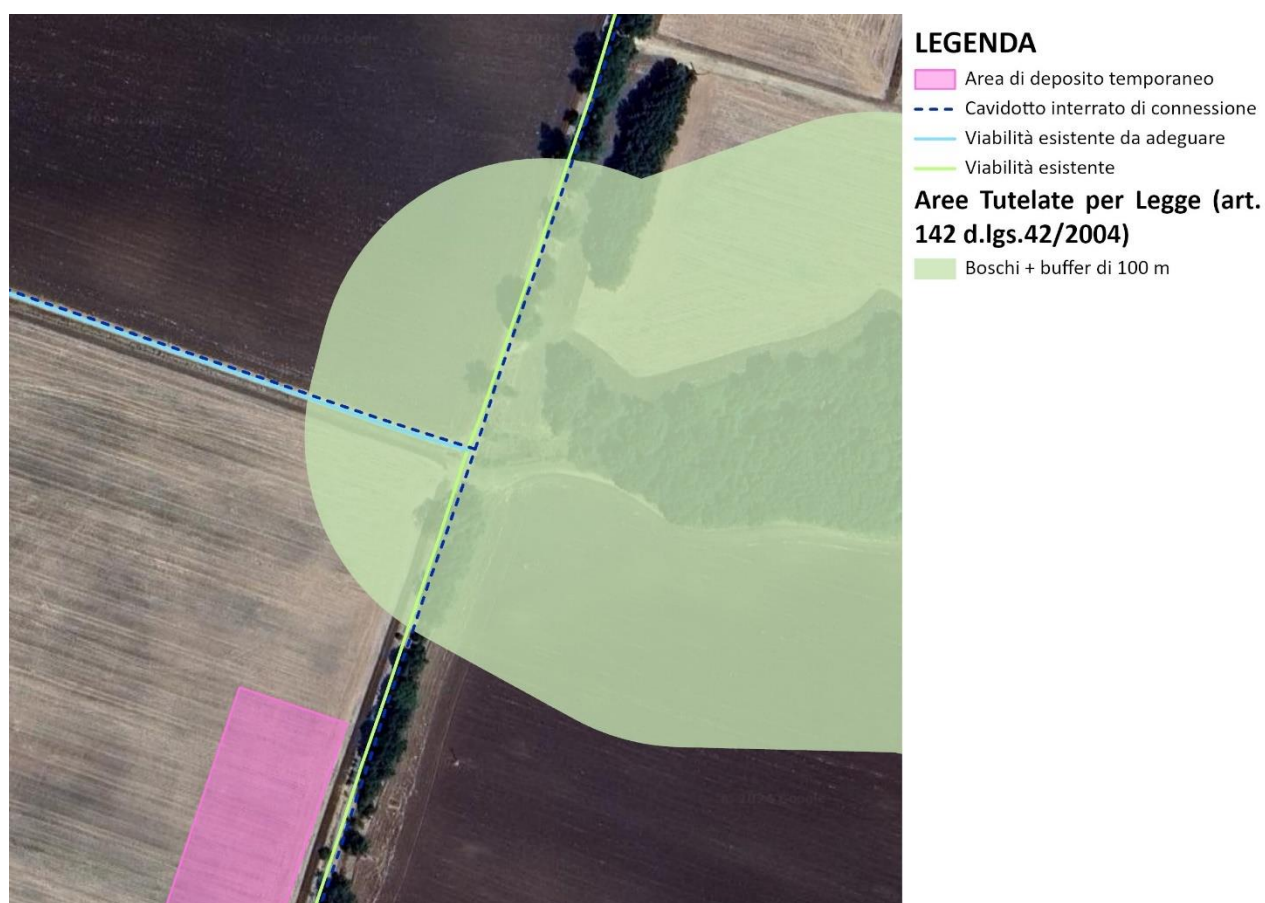 LEGENDA
Area di deposito temporaneo
Cavidotto interrato di connessione
Viabilità esistente da adeguare
Viabilità esistente
Aree Tutelate per Legge (art.
142 d.lgs.42/2004)
Boschi + buffer di 100 m